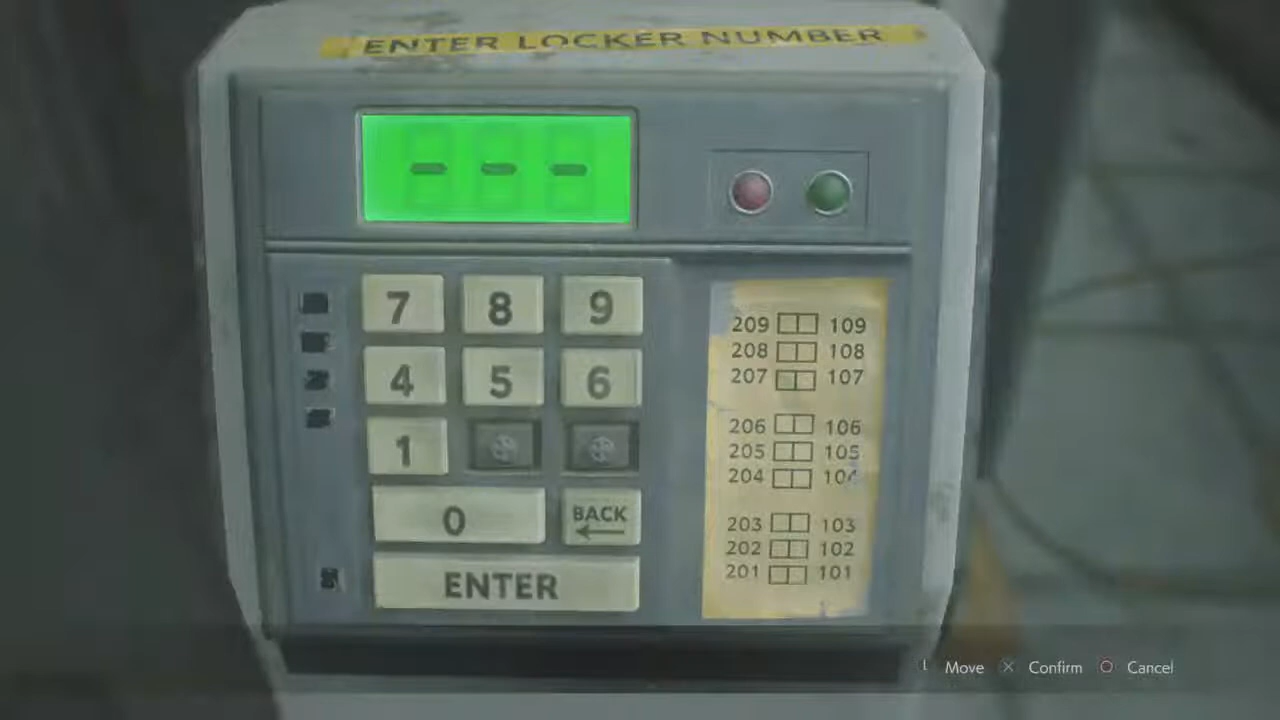 ENTER LOCKER NUMBER
- - -
7 8 9
4 5 6
1
0 BACK
ENTER
209 109
208 108
207 107
206 106
205 105
204 104
203 103
202 102
201 101
L Move X Confirm O Cancel